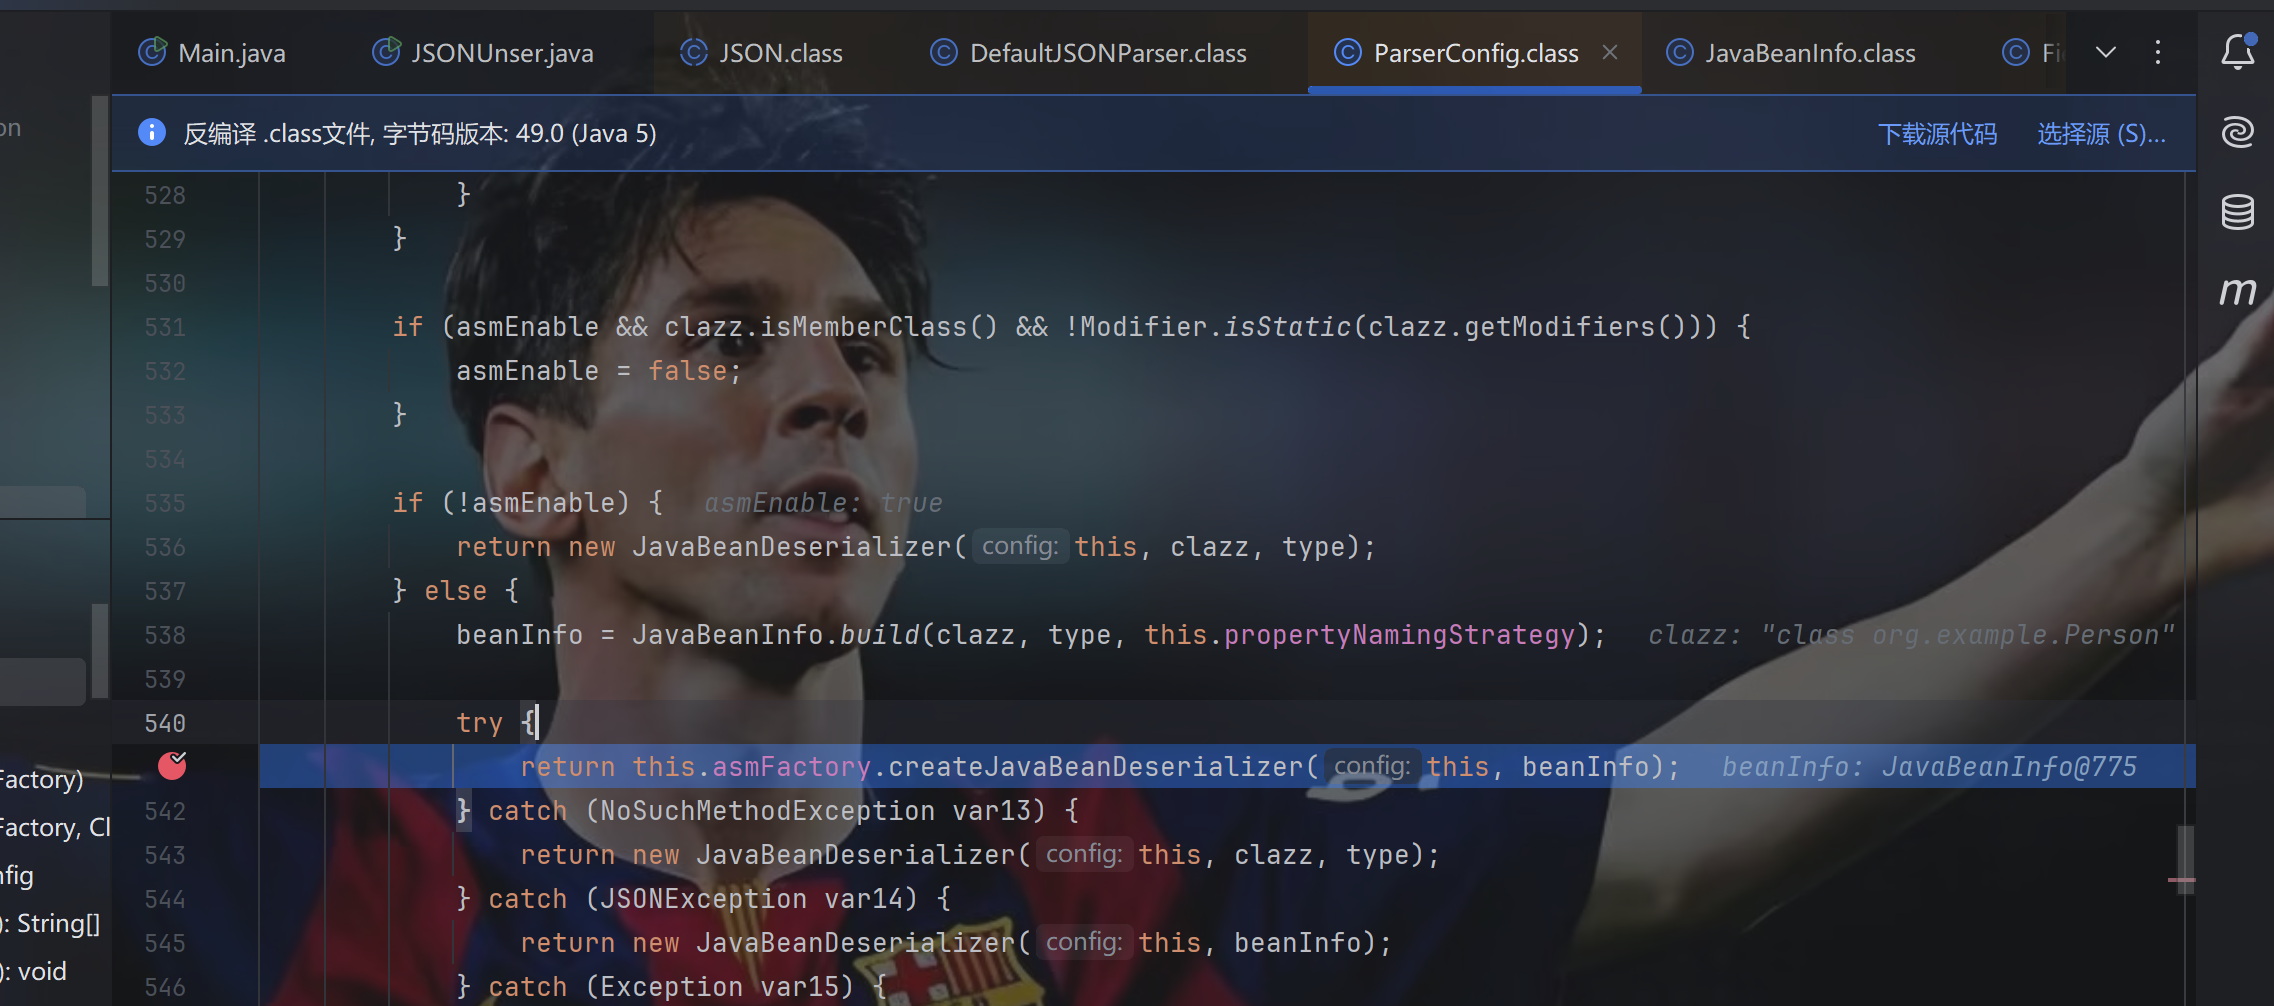 Main.java JSONUnser.java JSON.class DefaultJSONParser.class ParserConfig.class JavaBeanInfo.class
on
反编译 .class文件, 字节码版本: 49.0 (Java 5) 下载源代码 选择源 (S)...
528 }
529 }
530
531 if (asmEnable && clazz.isMemberClass() && !Modifier.isStatic(clazz.getModifiers())) {
532 asmEnable = false;
533 }
534
535 if (!asmEnable) { asmEnable: true
536 return new JavaBeanDeserializer( config: this, clazz, type);
537 } else {
538 beanInfo = JavaBeanInfo.build(clazz, type, this.propertyNamingStrategy); clazz: "class org.example.Person"
539
540 try {
return this.asmFactory.createJavaBeanDeserializer( config: this, beanInfo); beanInfo: JavaBeanInfo@775
542 } catch (NoSuchMethodException var13) {
543 return new JavaBeanDeserializer( config: this, clazz, type);
544 } catch (JSONException var14) {
545 return new JavaBeanDeserializer( config: this, beanInfo);
546 } catch (Exception var15) {
Factory)
Factory, Cl
nfig
): String[]
): void